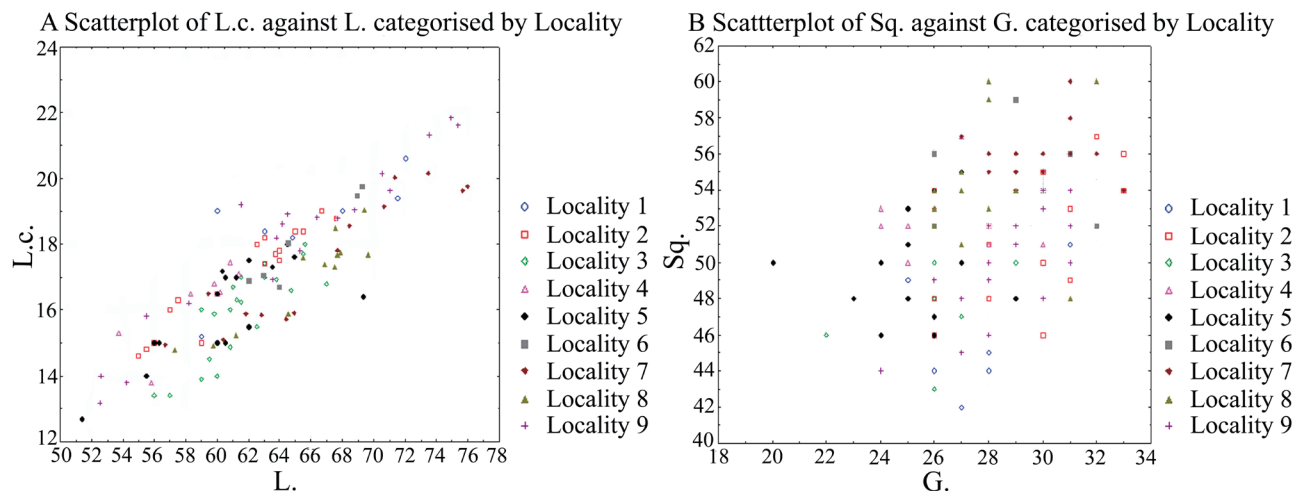 A Scatterplot of L.c. against L. categorised by Locality
24
22
20
18
16
14
12
L.c.
50 52 54 56 58 60 62 64 66 68 70 72 74 76 78
L.
Locality 1
Locality 2
Locality 3
Locality 4
Locality 5
Locality 6
Locality 7
Locality 8
Locality 9
B Scattterplot of Sq. against G. categorised by Locality
62
60
58
56
54
52
50
48
46
44
42
40
Sq.
18 20 22 24 26 28 30 32 34
G.
Locality 1
Locality 2
Locality 3
Locality 4
Locality 5
Locality 6
Locality 7
Locality 8
Locality 9